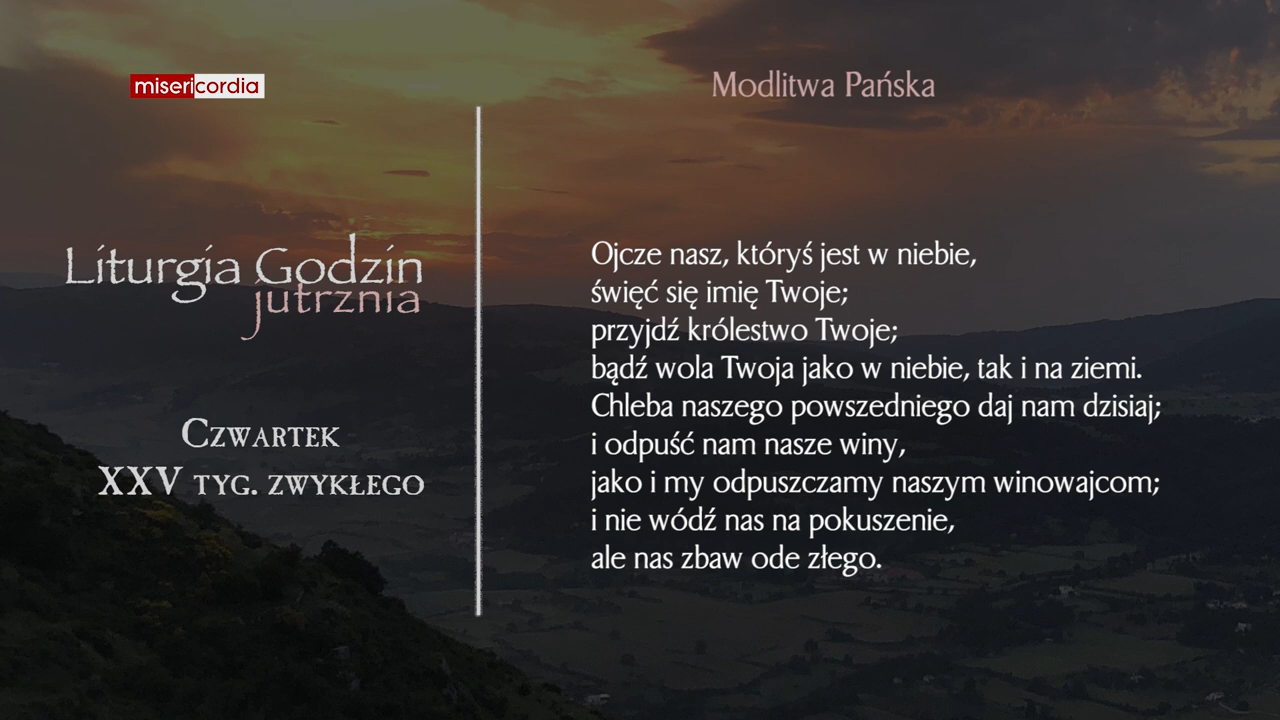 misericordia
Liturgia Godzin
jutrznia
Czwartek
XXV tyg. zwykłego
Modlitwa Pańska
Ojcze nasz, któryś jest w niebie,
święć się imię Twoje;
przyjdź królestwo Twoje;
bądź wola Twoja jako w niebie, tak i na ziemi.
Chleba naszego powszedniego daj nam dzisiaj;
i odpuść nam nasze winy,
jako i my odpuszczamy naszym winowajcom;
i nie wódź nas na pokuszenie,
ale nas zbaw ode złego.